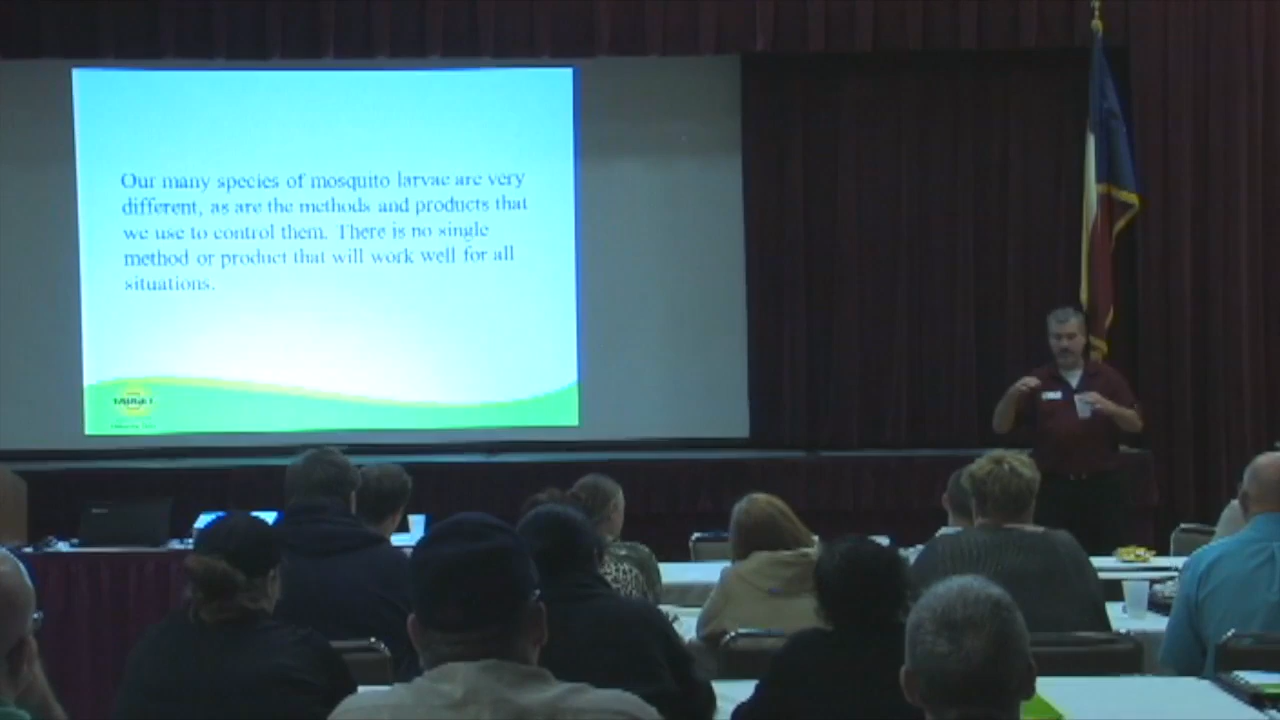 Our many species of mosquito larvae are very
different, as are the methods and products that
we use to control them. There is no single
method or product that will work well for all
situations.